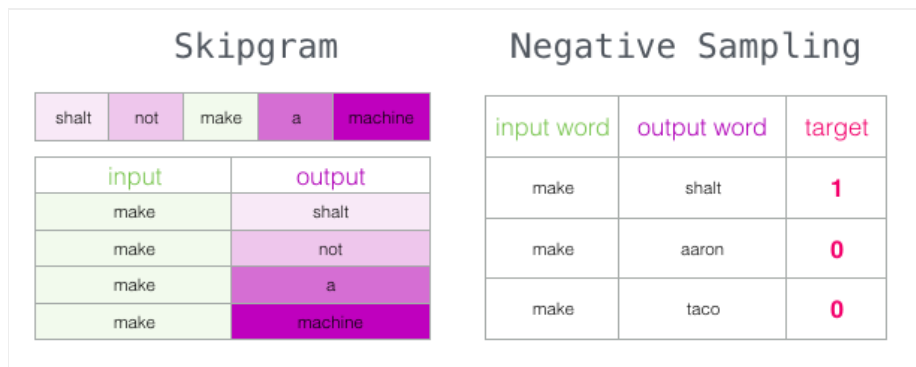 Skipgram
shalt not make a machine
input output
make shalt
make not
make a
make machine
Negative Sampling
input word output word target
make shalt 1
make aaron 0
make taco 0